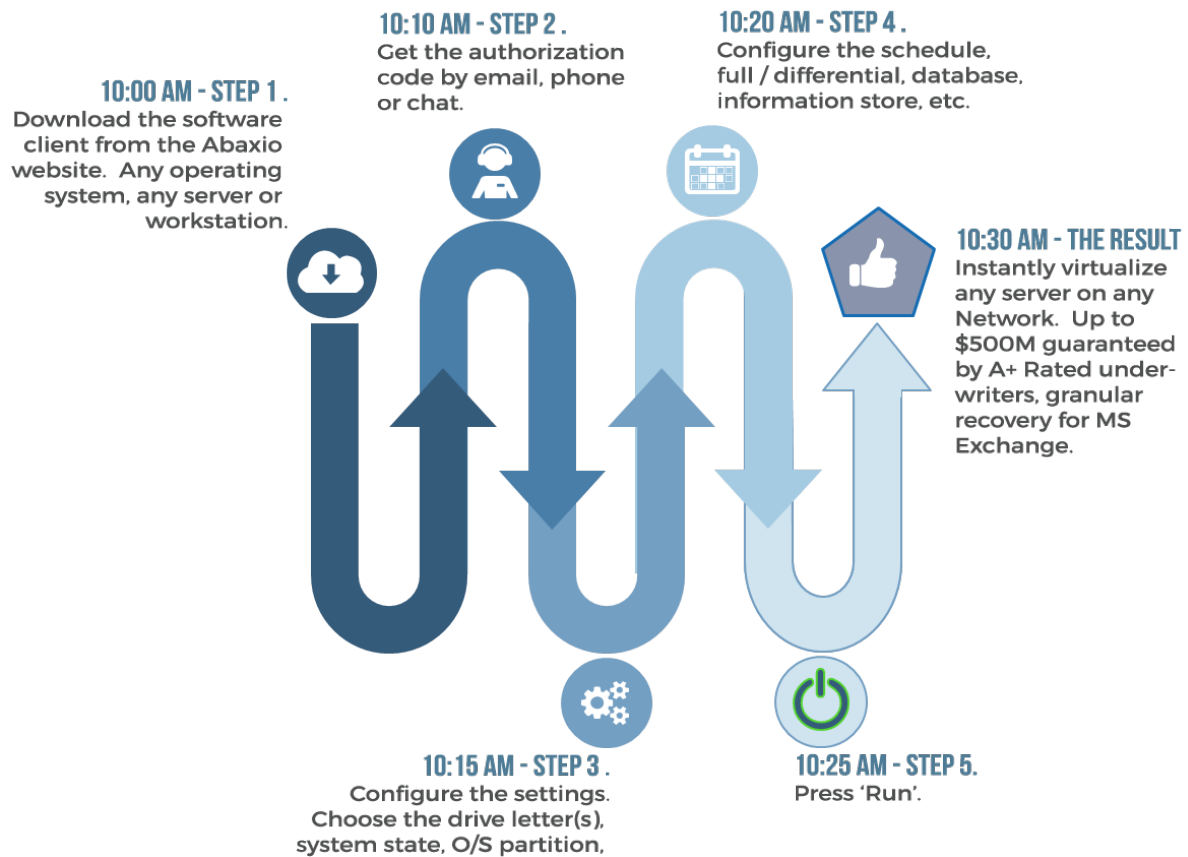 10:00 AM - STEP 1 .
Download the software
client from the Abaxio
website.  Any operating
system, any server or
workstation.
10:10 AM - STEP 2 .
Get the authorization
code by email, phone
or chat.
10:15 AM - STEP 3 .
Configure the settings.
Choose the drive letter(s),
system state, O/S partition,
10:20 AM - STEP 4 .
Configure the schedule,
full / differential, database,
information store, etc.
10:25 AM - STEP 5.
Press ‘Run’.
10:30 AM - THE RESULT
Instantly virtualize
any server on any
Network.  Up to
$500M guaranteed
by A+ Rated under-
writers, granular
recovery for MS
Exchange.